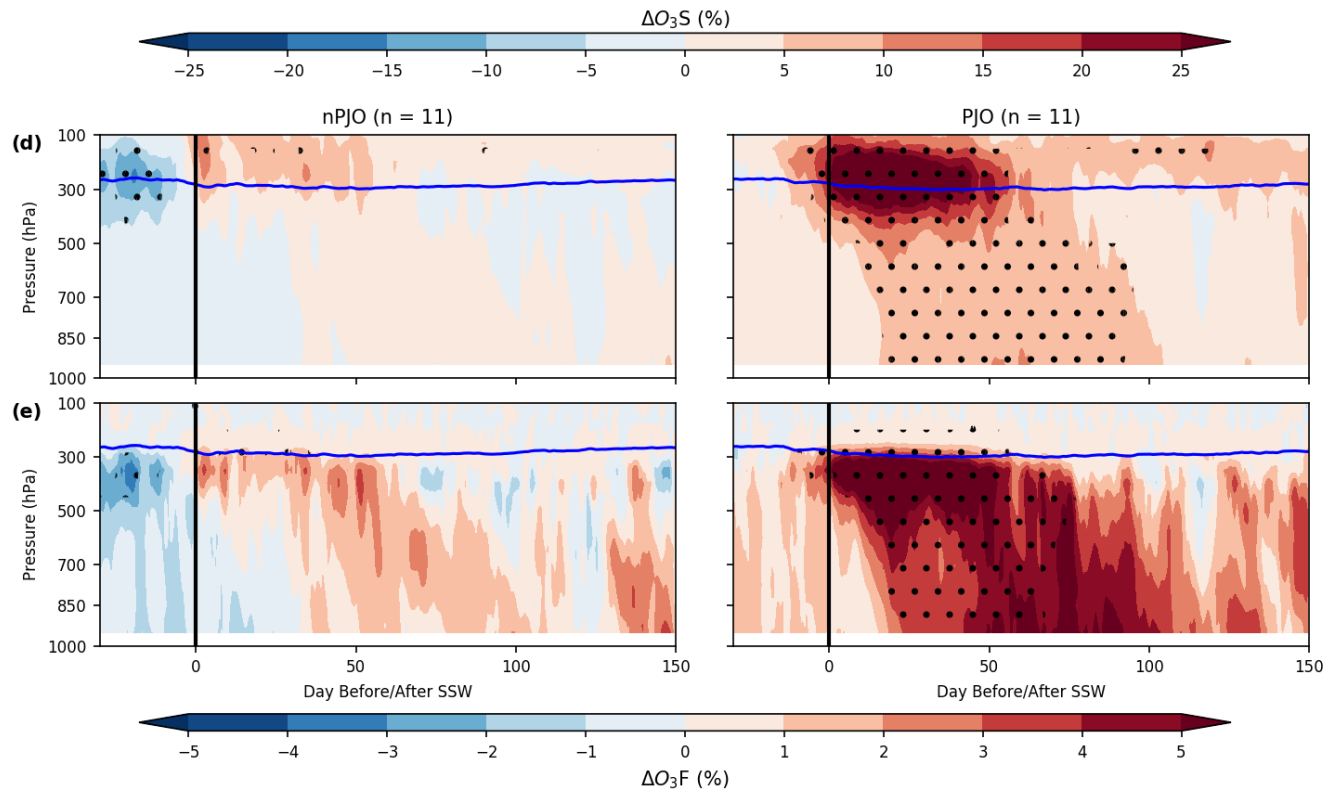 ΔO₃S (%)
−25 −20 −15 −10 −5 0 5 10 15 20 25
nPJO (n = 11) PJO (n = 11)
(d)
100
300
500
700
850
1000
Pressure (hPa)
(e)
100
300
500
700
850
1000
Pressure (hPa)
0 50 100 150 0 50 100 150
Day Before/After SSW Day Before/After SSW
−5 −4 −3 −2 −1 0 1 2 3 4 5
ΔO₃F (%)